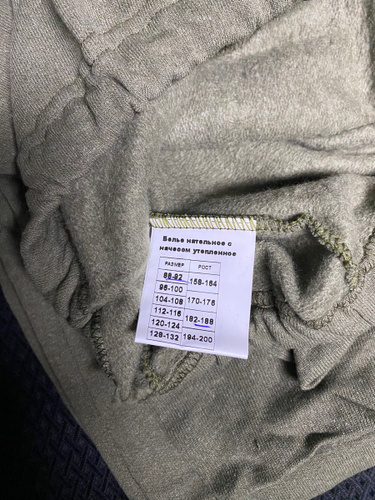 Белье нательное с
начесом утепленное
РАЗМЕР РОСТ
88-92 158-164
96-100
104-108 170-176
112-116
182-188
120-124
128-132 194-200